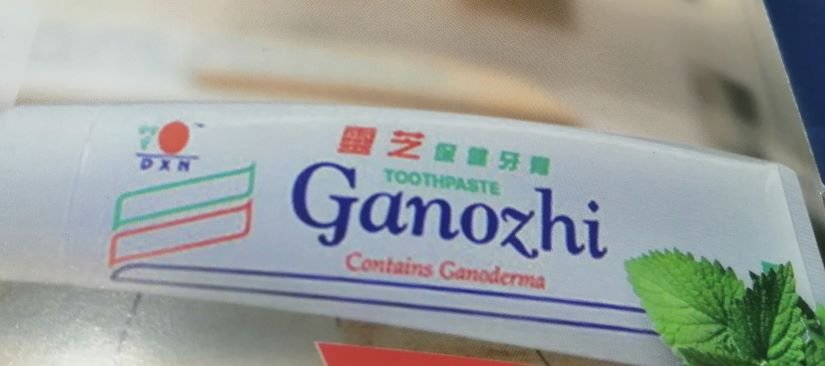 DXN
靈芝保健牙膏
TOOTHPASTE
Ganozhi
Contains Ganoderma